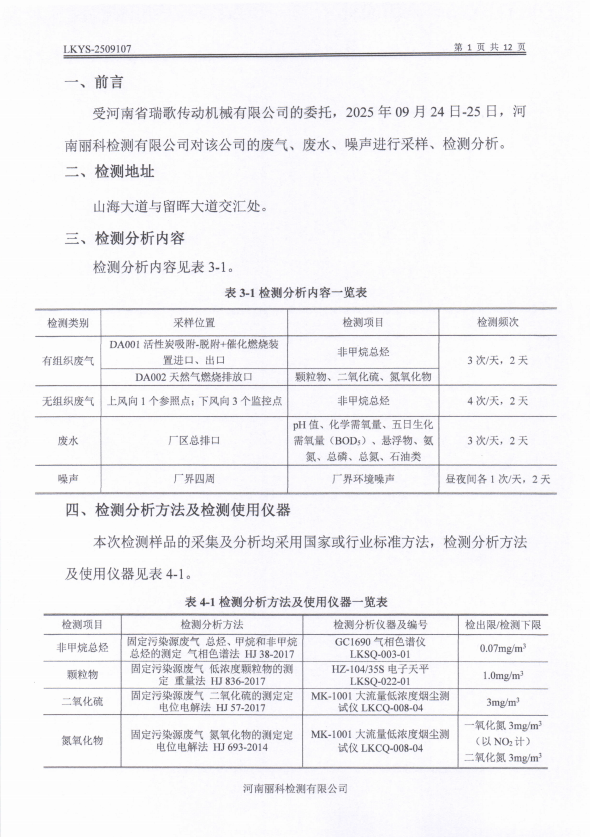 LKYS-2509107 第 1 页 共 12 页
一、前言
受河南省瑞歌传动机械有限公司的委托，2025 年 09 月 24 日-25 日，河
南丽科检测有限公司对该公司的废气、废水、噪声进行采样、检测分析。
二、检测地址
山海大道与留晖大道交汇处。
三、检测分析内容
检测分析内容见表 3-1。
表 3-1 检测分析内容一览表
检测类别 采样位置 检测项目 检测频次
有组织废气 DA001 活性炭吸附-脱附+催化燃烧装
置进口、出口 非甲烷总烃 3 次/天，2 天
DA002 天然气燃烧排放口 颗粒物、二氧化硫、氮氧化物
无组织废气 上风向 1 个参照点；下风向 3 个监控点 非甲烷总烃 4 次/天，2 天
废水 厂区总排口 pH 值、化学需氧量、五日生化
需氧量（BOD₅）、悬浮物、氨
氮、总磷、总氮、石油类 3 次/天，2 天
噪声 厂界四周 厂界环境噪声 昼夜间各 1 次/天，2 天
四、检测分析方法及检测使用仪器
本次检测样品的采集及分析均采用国家或行业标准方法，检测分析方法
及使用仪器见表 4-1。
表 4-1 检测分析方法及使用仪器一览表
检测项目 检测分析方法 检测分析仪器及编号 检出限/检测下限
非甲烷总烃 固定污染源废气 总烃、甲烷和非甲烷
总烃的测定 气相色谱法 HJ 38-2017 GC1690 气相色谱仪
LKSQ-003-01 0.07mg/m³
颗粒物 固定污染源废气 低浓度颗粒物的测
定 重量法 HJ 836-2017 HZ-104/35S 电子天平
LKSQ-022-01 1.0mg/m³
二氧化硫 固定污染源废气 二氧化硫的测定定
电位电解法 HJ 57-2017 MK-1001 大流量低浓度烟尘测
试仪 LKCQ-008-04 3mg/m³
氮氧化物 固定污染源废气 氮氧化物的测定定
电位电解法 HJ 693-2014 MK-1001 大流量低浓度烟尘测
试仪 LKCQ-008-04 一氧化氮 3mg/m³
（以 NO₂ 计）
二氧化氮 3mg/m³
河南丽科检测有限公司